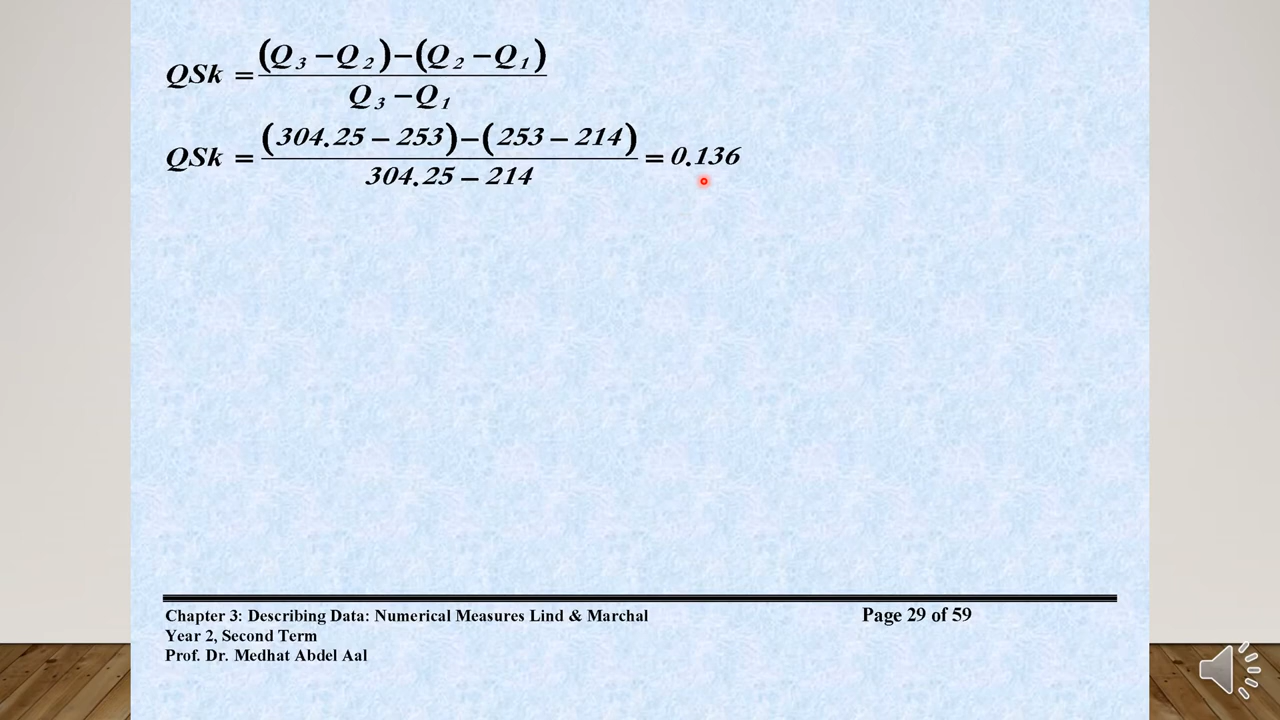 QSk = (Q₃ − Q₂) − (Q₂ − Q₁) / Q₃ − Q₁
QSk = (304.25 − 253) − (253 − 214) / 304.25 − 214 = 0.136
Chapter 3: Describing Data: Numerical Measures Lind & Marchal Page 29 of 59
Year 2, Second Term
Prof. Dr. Medhat Abdel Aal